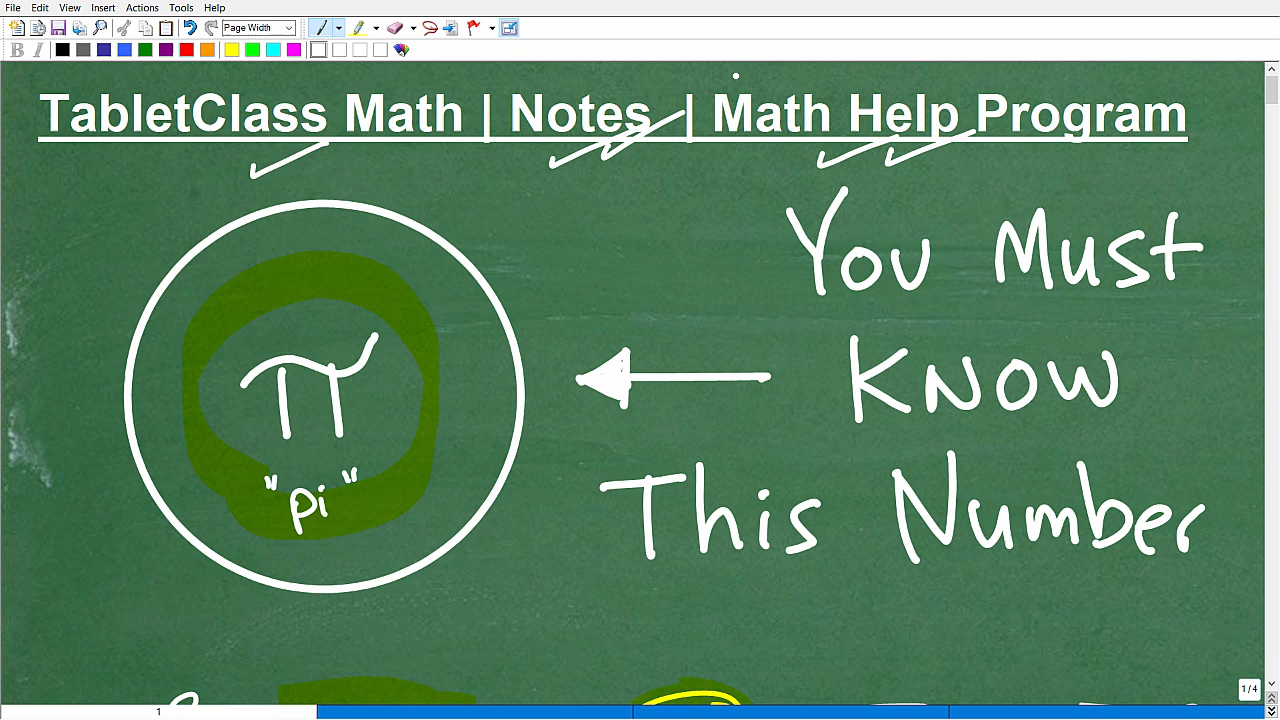 File Edit View Insert Actions Tools Help
Page Width
B I
TabletClass Math | Notes | Math Help Program
You Must
π
Know
"pi"
This Number
1/4
1